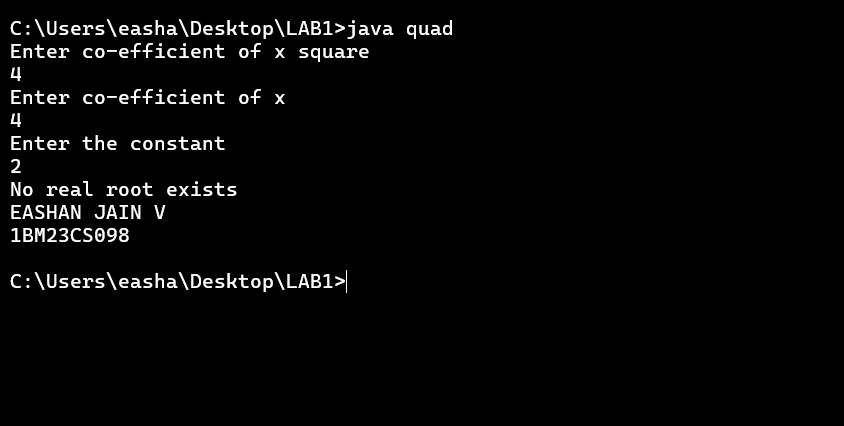 C:\Users\easha\Desktop\LAB1>java quad
Enter co-efficient of x square
4
Enter co-efficient of x
4
Enter the constant
2
No real root exists
EASHAN JAIN V
1BM23CS098
C:\Users\easha\Desktop\LAB1>